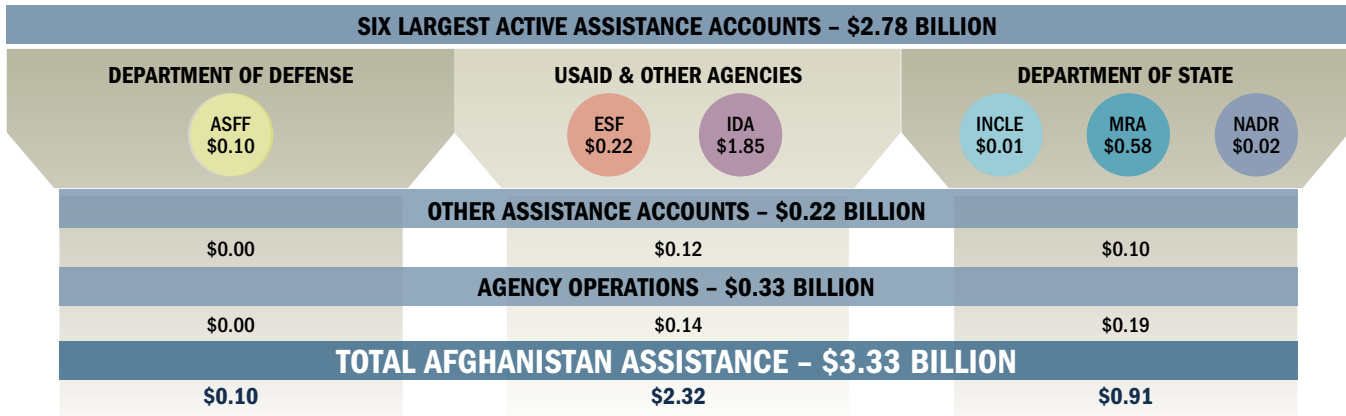 SIX LARGEST ACTIVE ASSISTANCE ACCOUNTS – $2.78 BILLION
DEPARTMENT OF DEFENSE
USAID & OTHER AGENCIES
DEPARTMENT OF STATE
ASFF
$0.10
ESF
$0.22
IDA
$1.85
INCLE
$0.01
MRA
$0.58
NADR
$0.02
OTHER ASSISTANCE ACCOUNTS – $0.22 BILLION
$0.00
$0.12
$0.10
AGENCY OPERATIONS – $0.33 BILLION
$0.00
$0.14
$0.19
TOTAL AFGHANISTAN ASSISTANCE – $3.33 BILLION
$0.10
$2.32
$0.91